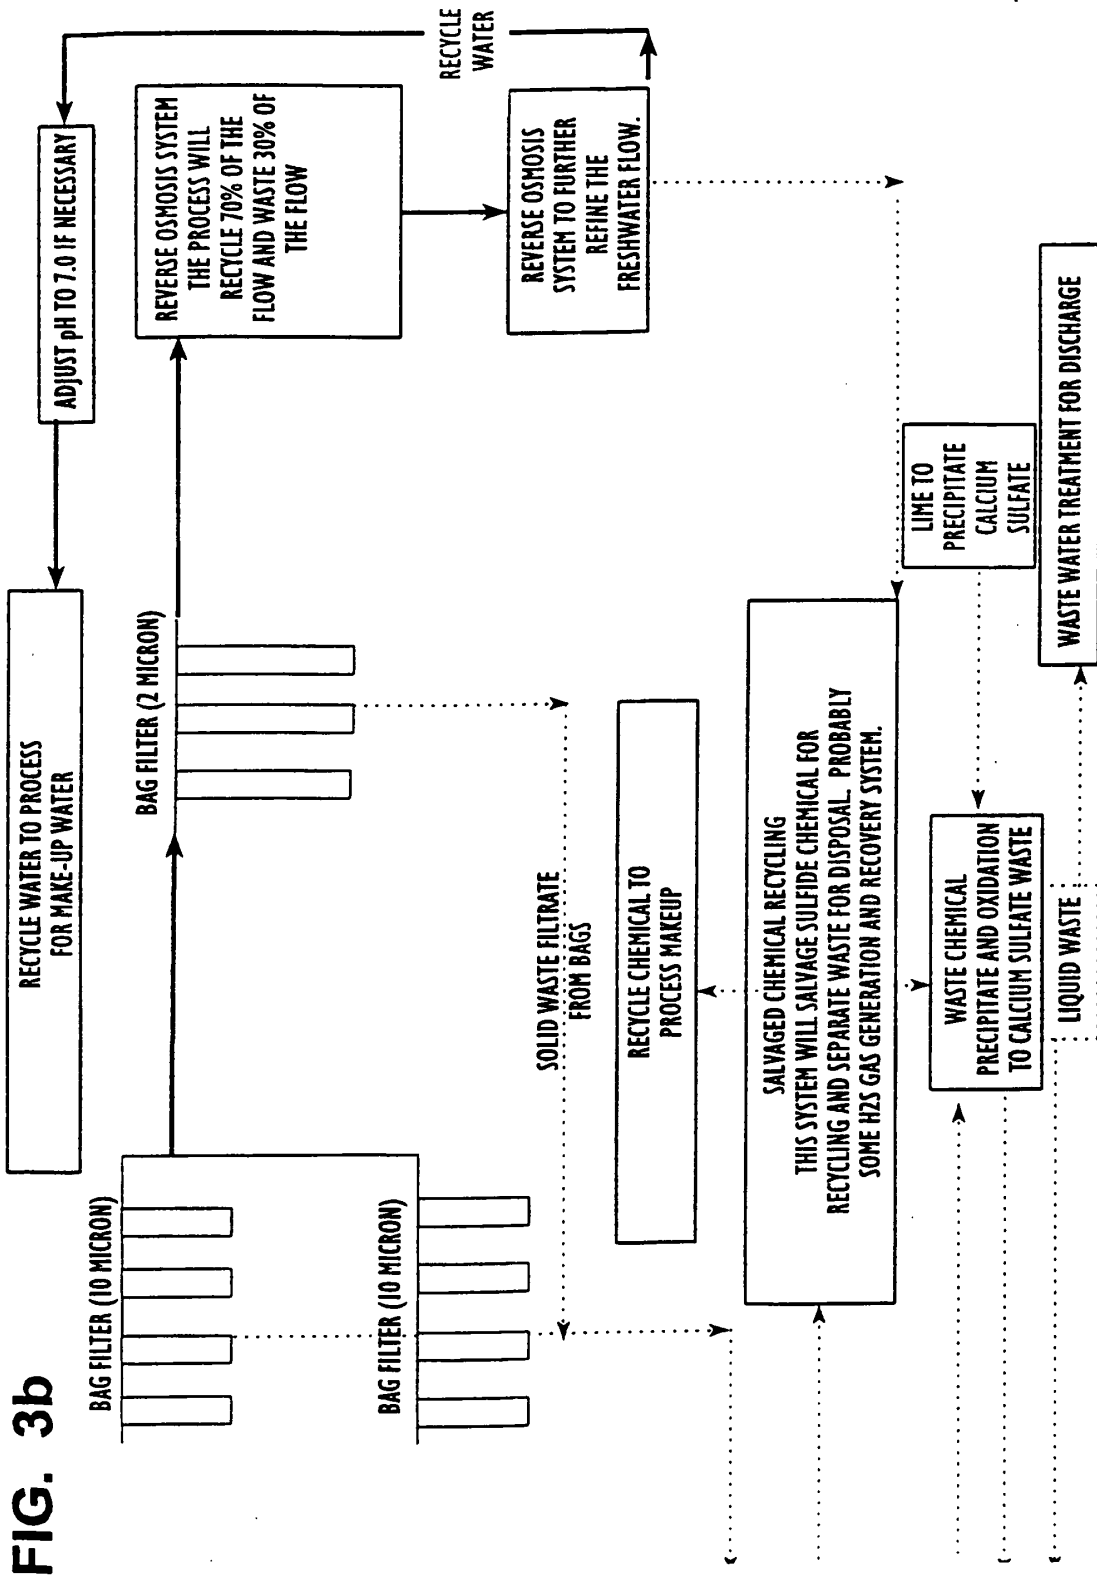 FIG. 3b
RECYCLE WATER TO PROCESS
FOR MAKE-UP WATER
ADJUST pH TO 7.0 IF NECESSARY
BAG FILTER (10 MICRON)
BAG FILTER (2 MICRON)
REVERSE OSMOSIS SYSTEM
THE PROCESS WILL
RECYCLE 70% OF THE
FLOW AND WASTE 30% OF
THE FLOW
RECYCLE
WATER
BAG FILTER (10 MICRON)
REVERSE OSMOSIS
SYSTEM TO FURTHER
REFINE THE
FRESHWATER FLOW.
SOLID WASTE FILTRATE
FROM BAGS
RECYCLE CHEMICAL TO
PROCESS MAKEUP
SALVAGED CHEMICAL RECYCLING
THIS SYSTEM WILL SALVAGE SULFIDE CHEMICAL FOR
RECYCLING AND SEPARATE WASTE FOR DISPOSAL. PROBABLY
SOME H2S GAS GENERATION AND RECOVERY SYSTEM.
LIME TO
PRECIPITATE
CALCIUM
SULFATE
WASTE CHEMICAL
PRECIPITATE AND OXIDATION
TO CALCIUM SULFATE WASTE
LIQUID WASTE
WASTE WATER TREATMENT FOR DISCHARGE